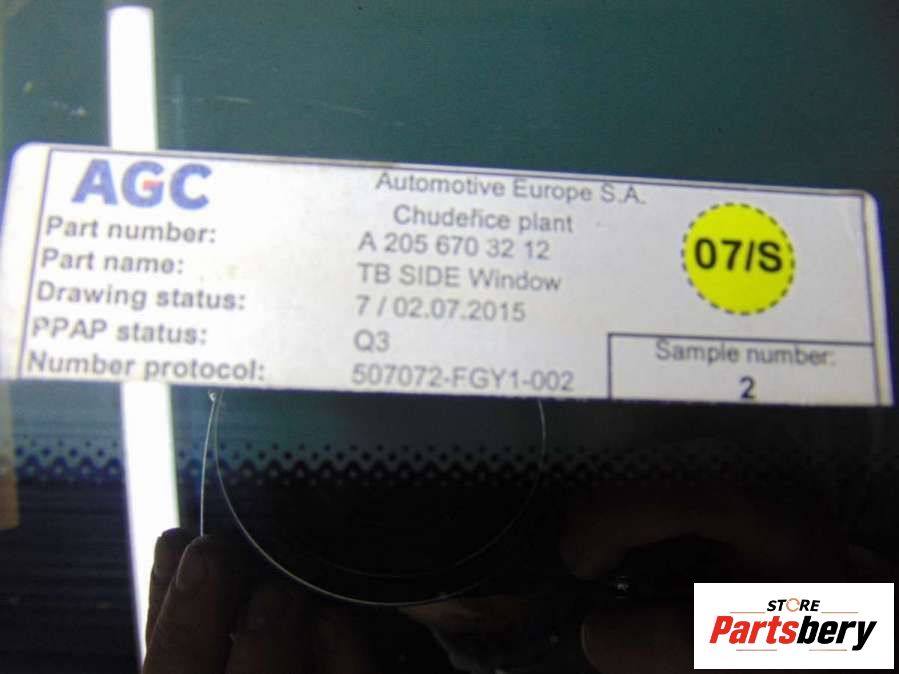 AGC
Automotive Europe S.A.
Chudeřice plant
Part number: A 205 670 32 12
Part name: TB SIDE Window
Drawing status: 7 / 02.07.2015
PPAP status: Q3
Number protocol: 507072-FGY1-002
07/S
Sample number:
2
STORE
Partsbery